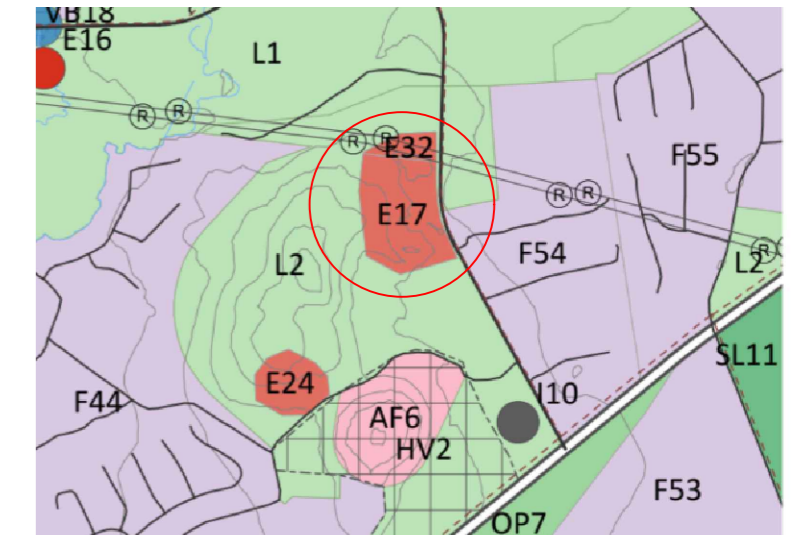 VB18
E16
L1
R
R
R
R
E32
F55
E17
R
R
F54
L2
R
L2
SL11
E24
F44
I10
AF6
HV2
F53
OP7